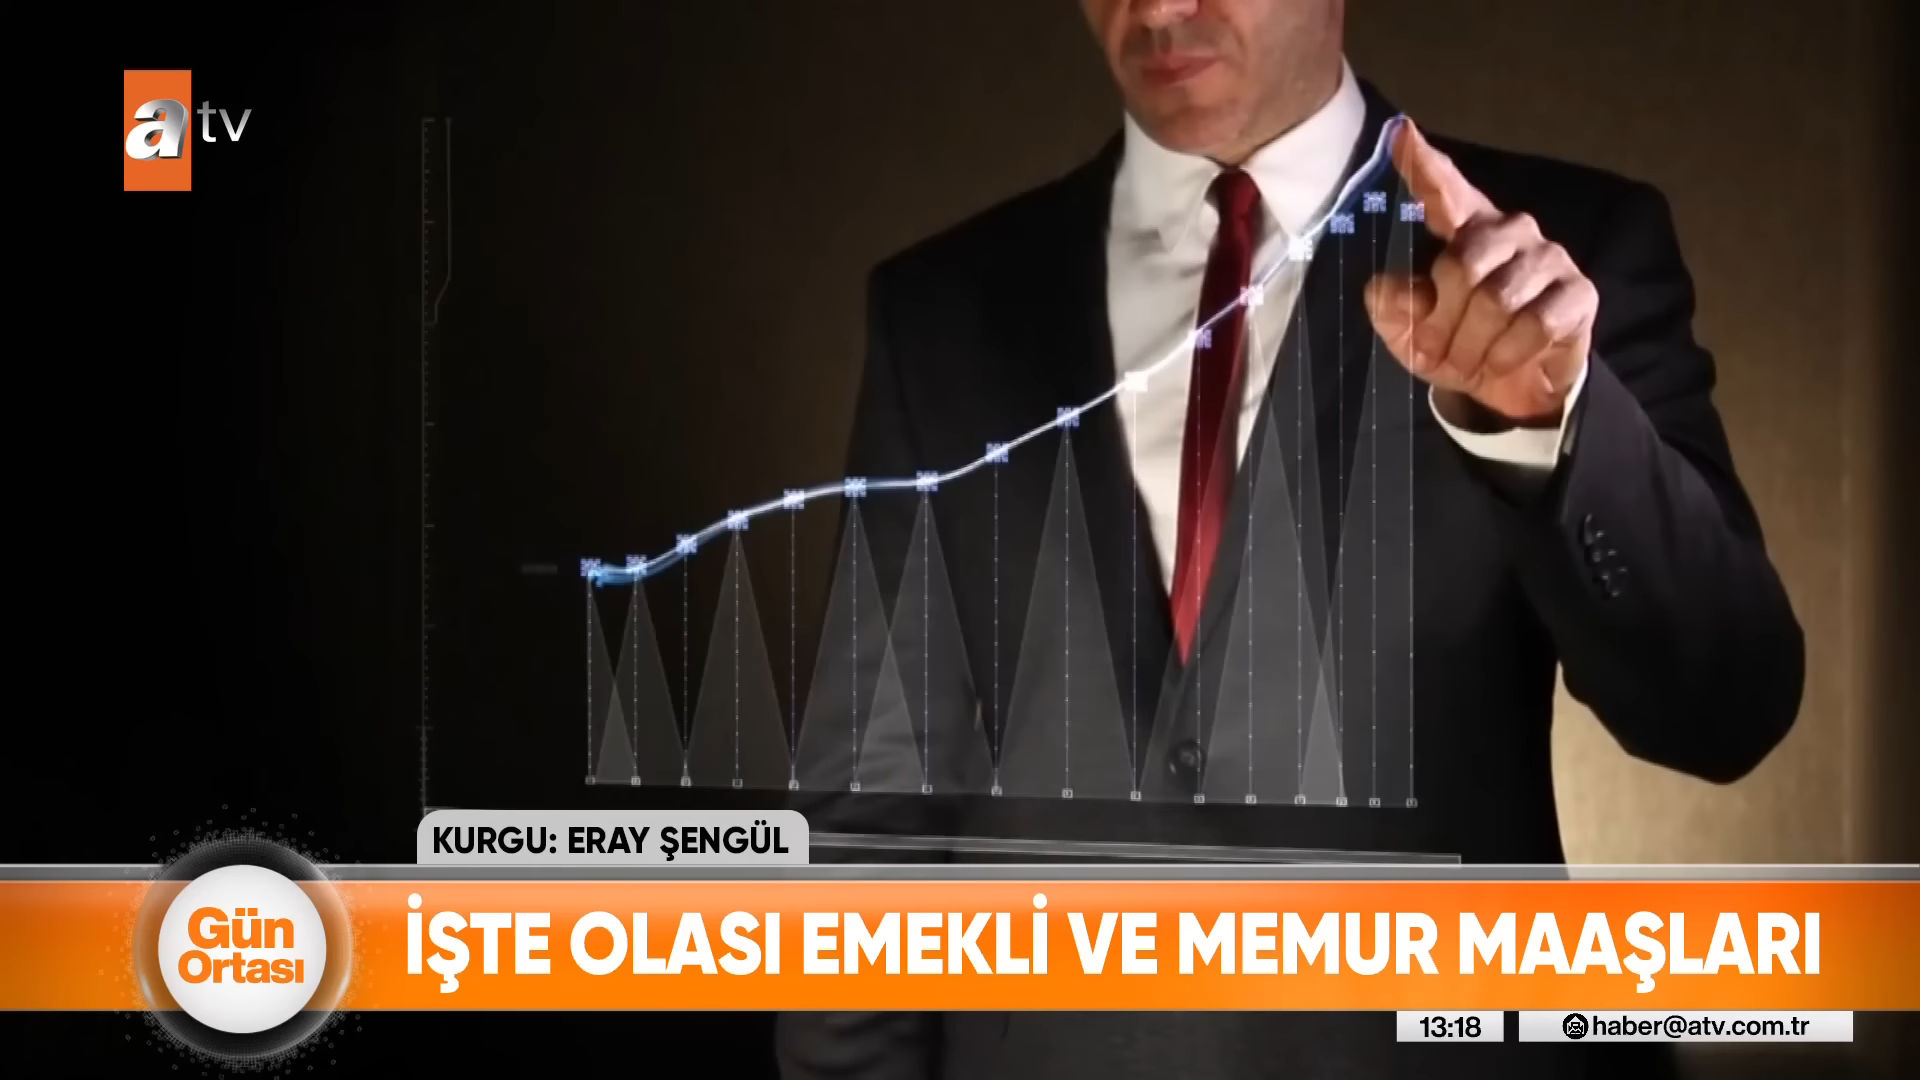 atv
KURGU: ERAY ŞENGÜL
Gün
Ortası
İŞTE OLASI EMEKLİ VE MEMUR MAAŞLARI
13:18
haber@atv.com.tr